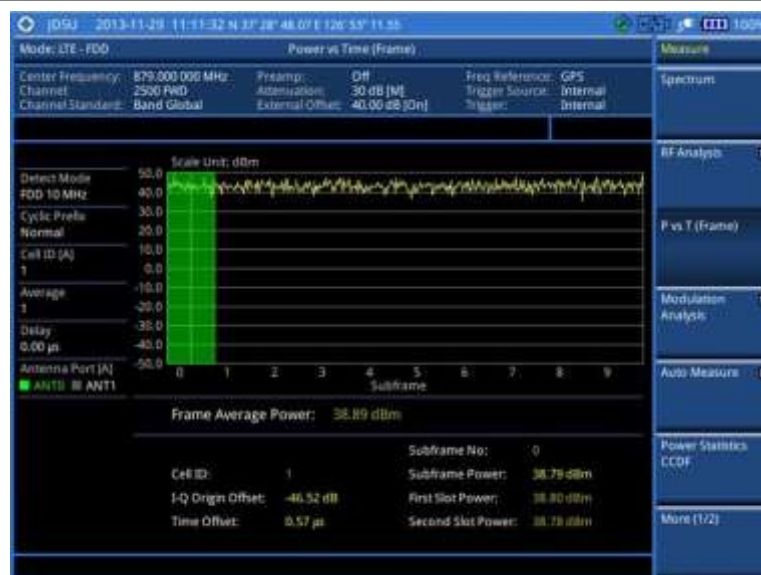 JDSU 2013-11-29 11:11:32 N 37° 28' 48.07 E 126° 53' 11.55 100%
Mode: LTE - FDD Power vs Time (Frame) Measure
Center Frequency: 879.000 000 MHz Preamp: Off Freq Reference: GPS
Channel: 2500 FWD Attenuation: 30 dB [M] Trigger Source: Internal
Channel Standard: Band Global External Offset: 40.00 dB [On] Trigger: Internal
Spectrum
RF Analysis
P vs T (Frame)
Modulation
Analysis
Auto Measure
Power Statistics
CCDF
More (1/2)
Detect Mode
FDD 10 MHz
Cyclic Prefix
Normal
Cell ID [A]
1
Average
1
Delay
0.00 µs
Antenna Port [A]
ANT0 ANT1
Scale Unit: dBm
50.0
40.0
30.0
20.0
10.0
0.0
-10.0
-20.0
-30.0
-40.0
-50.0
0 1 2 3 4 5 6 7 8 9
Subframe
Frame Average Power: 38.89 dBm
Subframe No: 0
Cell ID: 1 Subframe Power: 38.79 dBm
I-Q Origin Offset: -46.52 dB First Slot Power: 38.80 dBm
Time Offset: 0.57 µs Second Slot Power: 38.78 dBm